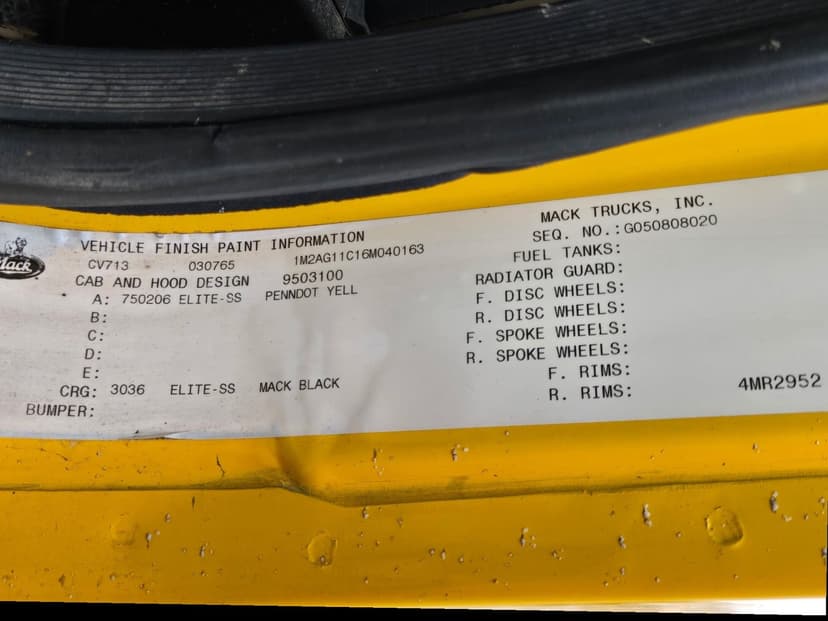 Mack
VEHICLE FINISH PAINT INFORMATION
CV713 030765 1M2AG11C16M040163
CAB AND HOOD DESIGN 9503100
A: 750206 ELITE-SS PENNDOT YELL
B:
C:
D:
E:
CRG: 3036 ELITE-SS MACK BLACK
BUMPER:
MACK TRUCKS, INC.
SEQ. NO.:G050808020
FUEL TANKS:
RADIATOR GUARD:
F. DISC WHEELS:
R. DISC WHEELS:
F. SPOKE WHEELS:
R. SPOKE WHEELS:
F. RIMS:
R. RIMS:
4MR2952